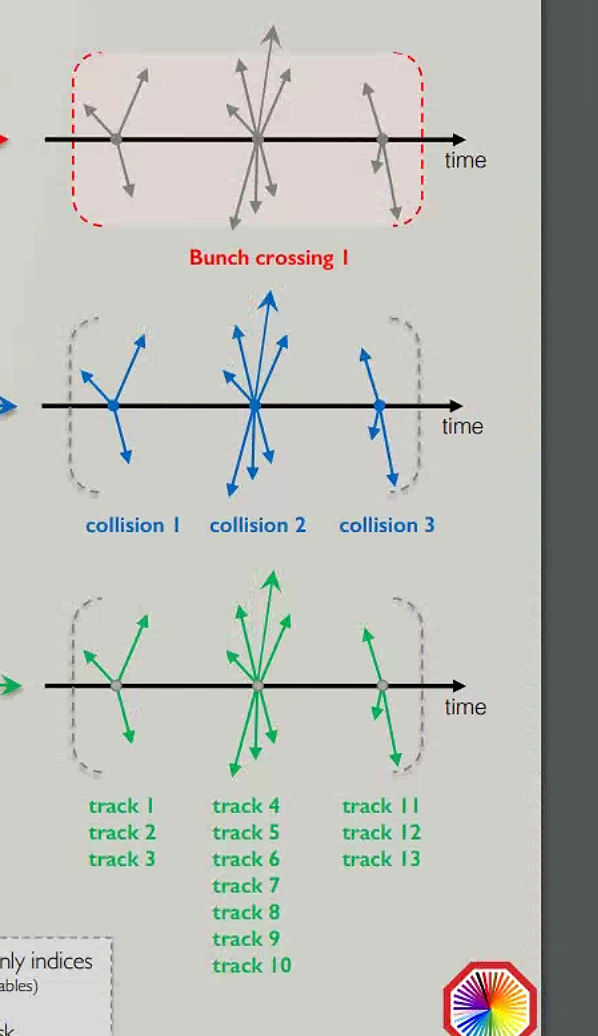 time
Bunch crossing 1
time
collision 1 collision 2 collision 3
time
track 1 track 4 track 11
track 2 track 5 track 12
track 3 track 6 track 13
track 7
track 8
track 9
track 10
indices